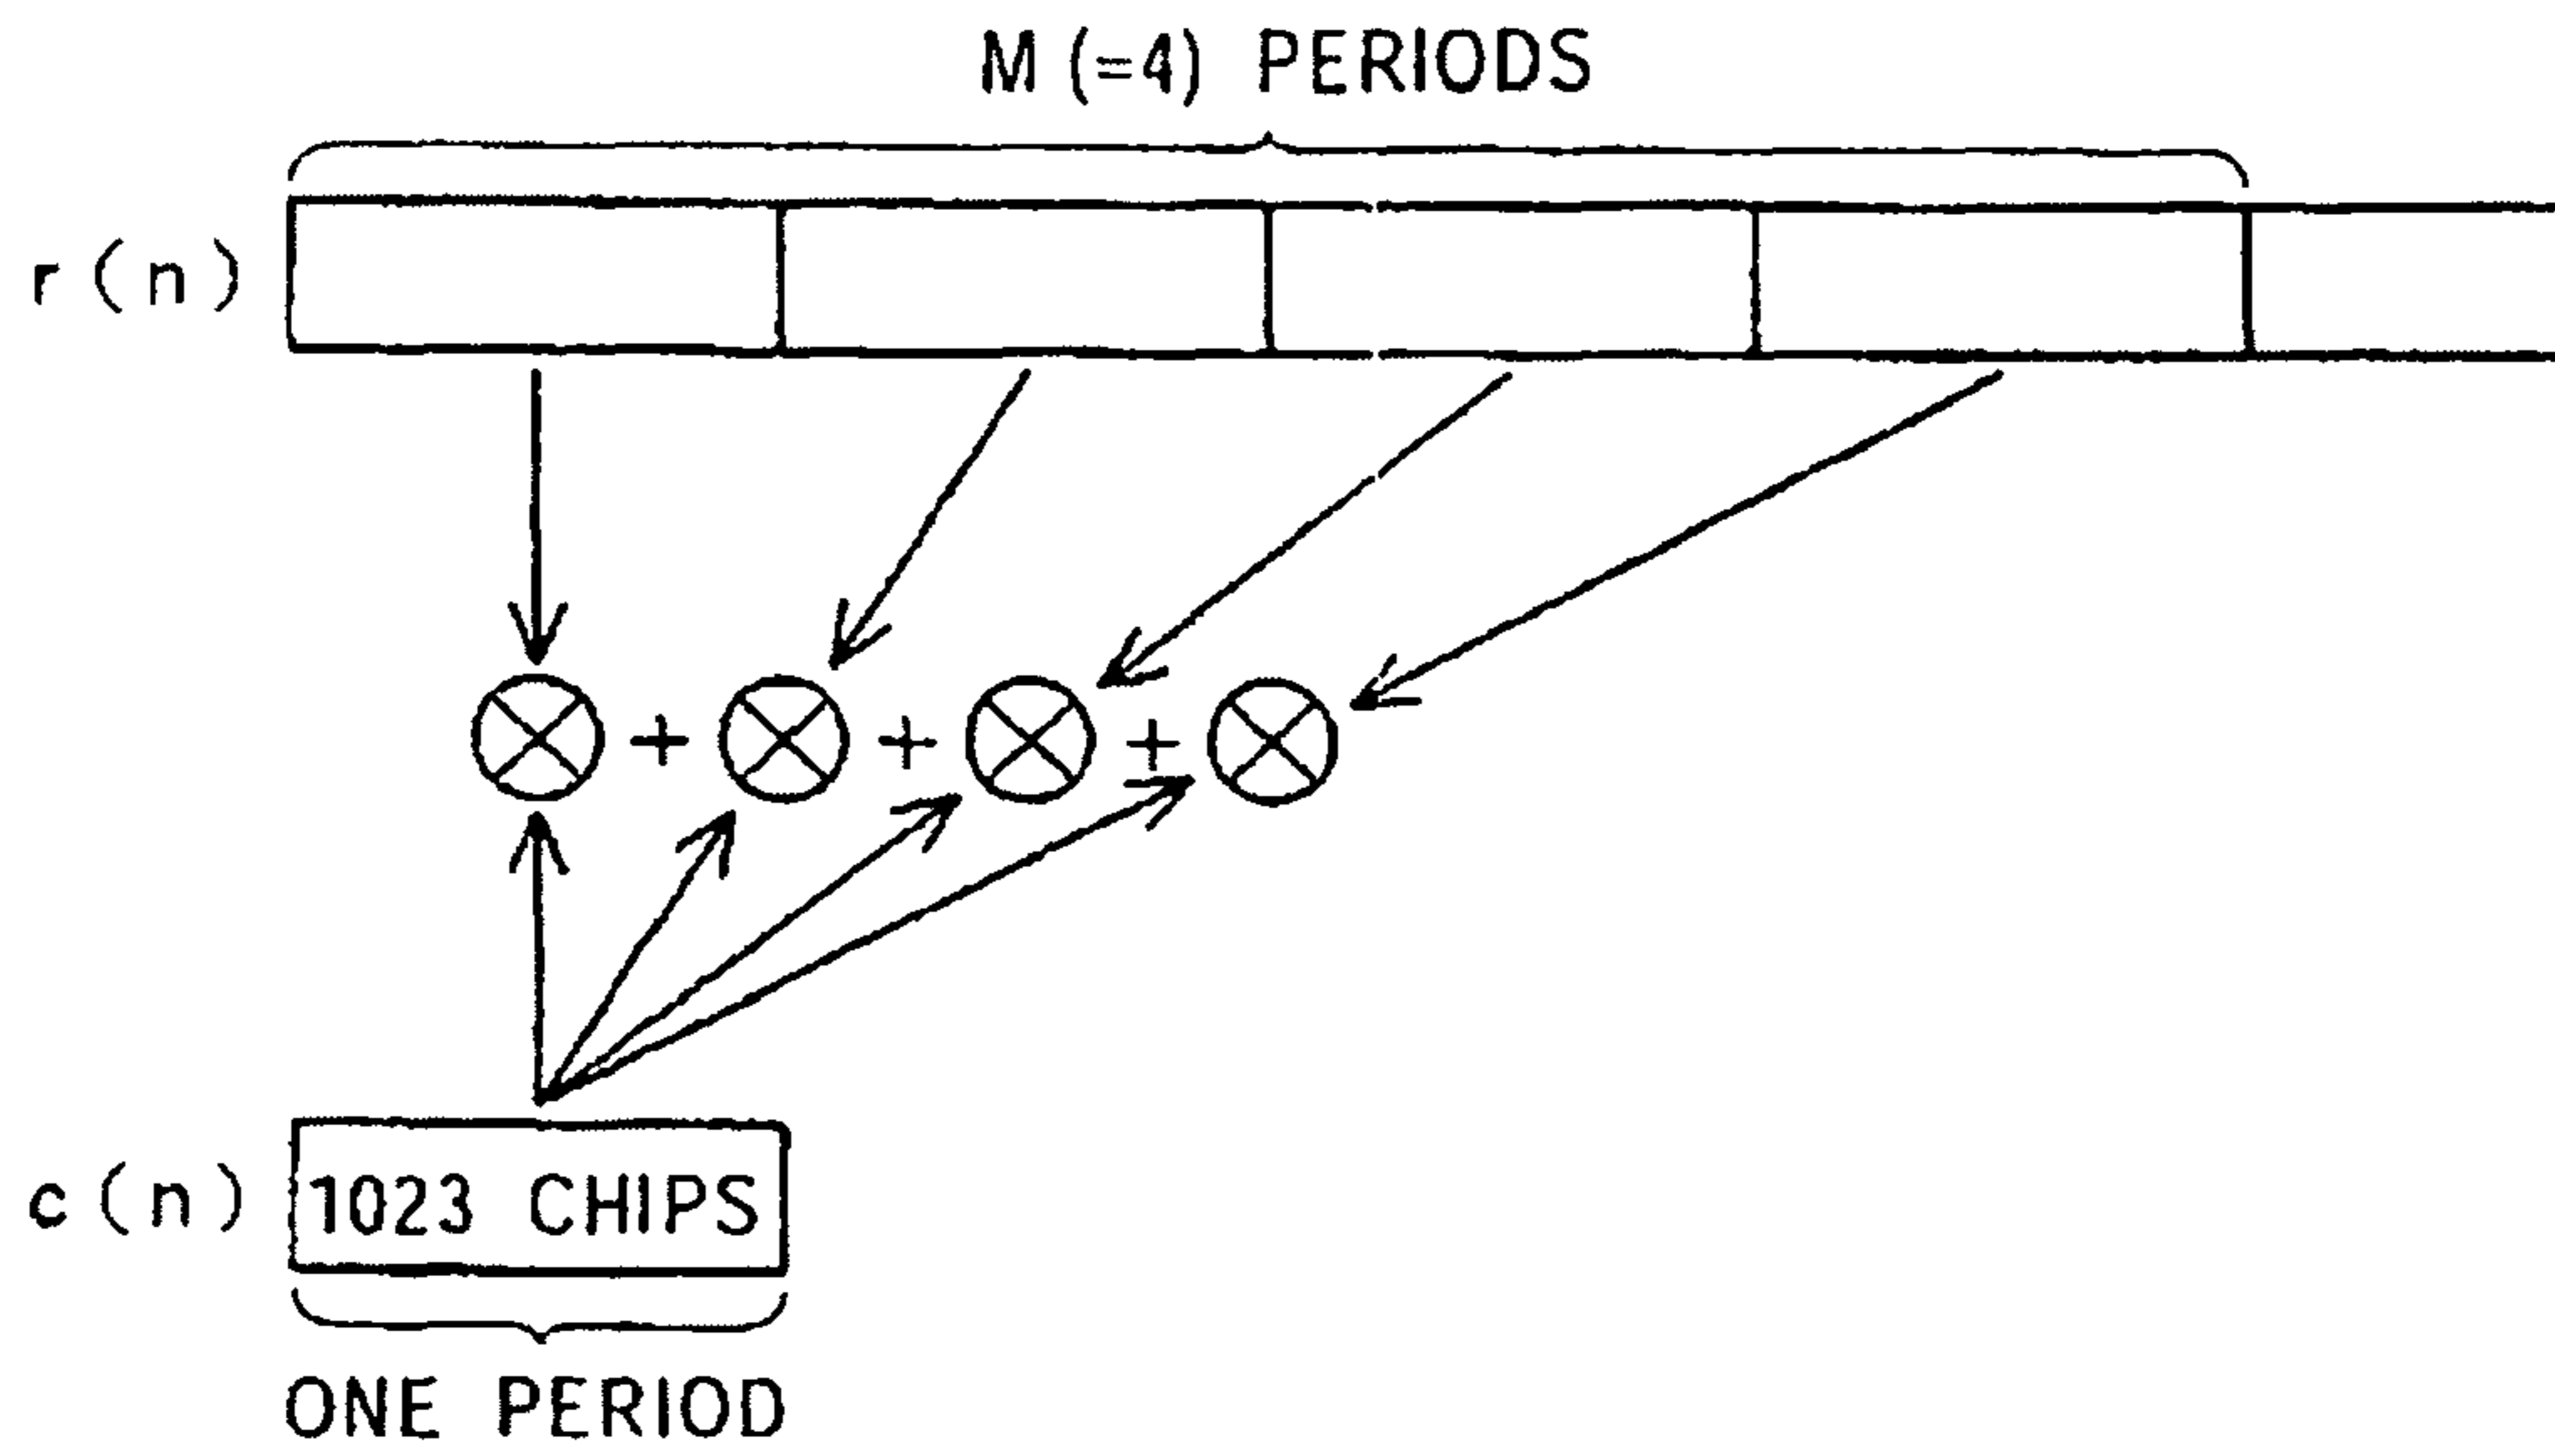 M (=4) PERIODS
r (n)
+ + +
c (n) 1023 CHIPS
ONE PERIOD